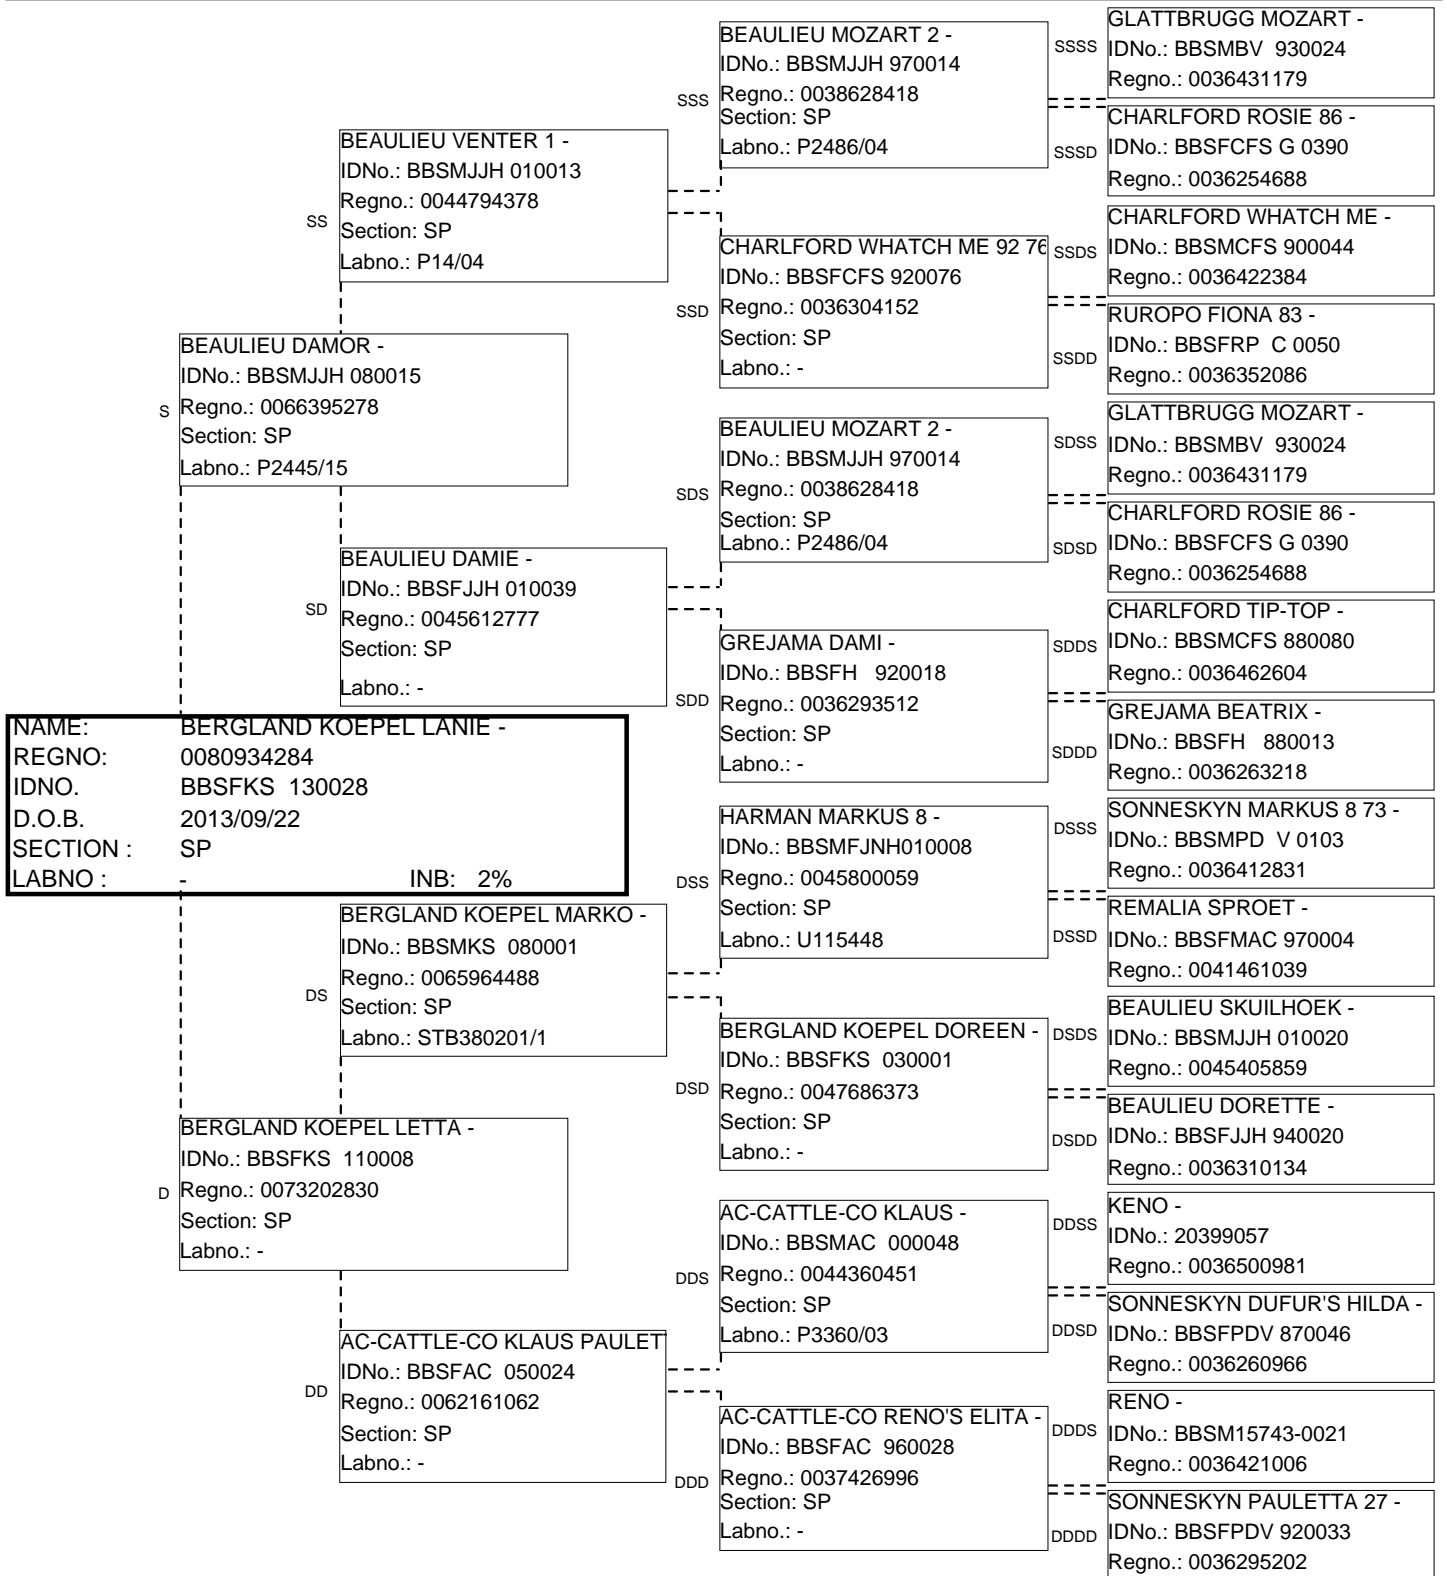 GLATTBRUGG MOZART -
SSSS IDNo.: BBSMBV 930024
Regno.: 0036431179
BEAULIEU MOZART 2 -
IDNo.: BBSMJJH 970014
SSS Regno.: 0038628418
Section: SP
Labno.: P2486/04
CHARLFORD ROSIE 86 -
SSSD IDNo.: BBSFCFS G 0390
Regno.: 0036254688
BEAULIEU VENTER 1 -
IDNo.: BBSMJJH 010013
Regno.: 0044794378
SS Section: SP
Labno.: P14/04
CHARLFORD WHATCH ME -
SSDS IDNo.: BBSMCFS 900044
Regno.: 0036422384
CHARLFORD WHATCH ME 92 76
IDNo.: BBSFCFS 920076
SSD Regno.: 0036304152
Section: SP
Labno.: -
RUROPO FIONA 83 -
SSDD IDNo.: BBSFRP C 0050
Regno.: 0036352086
BEAULIEU DAMOR -
IDNo.: BBSMJJH 080015
S Regno.: 0066395278
Section: SP
Labno.: P2445/15
GLATTBRUGG MOZART -
SDSS IDNo.: BBSMBV 930024
Regno.: 0036431179
BEAULIEU MOZART 2 -
IDNo.: BBSMJJH 970014
SDS Regno.: 0038628418
Section: SP
Labno.: P2486/04
CHARLFORD ROSIE 86 -
SDSD IDNo.: BBSFCFS G 0390
Regno.: 0036254688
BEAULIEU DAMIE -
IDNo.: BBSFJJH 010039
SD Regno.: 0045612777
Section: SP
Labno.: -
CHARLFORD TIP-TOP -
SDDS IDNo.: BBSMCFS 880080
Regno.: 0036462604
GREJAMA DAMI -
IDNo.: BBSFH 920018
SDD Regno.: 0036293512
Section: SP
Labno.: -
GREJAMA BEATRIX -
SDDD IDNo.: BBSFH 880013
Regno.: 0036263218
NAME: BERGLAND KOEPEL LANIE -
REGNO: 0080934284
IDNO. BBSFKS 130028
D.O.B. 2013/09/22
SECTION : SP
LABNO : - INB: 2%
SONNESKYN MARKUS 8 73 -
DSSS IDNo.: BBSMPD V 0103
Regno.: 0036412831
HARMAN MARKUS 8 -
IDNo.: BBSMFJNH010008
DSS Regno.: 0045800059
Section: SP
Labno.: U115448
REMALIA SPROET -
DSSD IDNo.: BBSFMAC 970004
Regno.: 0041461039
BERGLAND KOEPEL MARKO -
IDNo.: BBSMKS 080001
Regno.: 0065964488
DS Section: SP
Labno.: STB380201/1
BEAULIEU SKUILHOEK -
DSDS IDNo.: BBSMJJH 010020
Regno.: 0045405859
BERGLAND KOEPEL DOREEN -
IDNo.: BBSFKS 030001
DSD Regno.: 0047686373
Section: SP
Labno.: -
BEAULIEU DORETTE -
DSDD IDNo.: BBSFJJH 940020
Regno.: 0036310134
BERGLAND KOEPEL LETTA -
IDNo.: BBSFKS 110008
D Regno.: 0073202830
Section: SP
Labno.: -
KENO -
DDSS IDNo.: 20399057
Regno.: 0036500981
AC-CATTLE-CO KLAUS -
IDNo.: BBSMAC 000048
DDS Regno.: 0044360451
Section: SP
Labno.: P3360/03
SONNESKYN DUFUR'S HILDA -
DDSD IDNo.: BBSFPDV 870046
Regno.: 0036260966
AC-CATTLE-CO KLAUS PAULET
IDNo.: BBSFAC 050024
DD Regno.: 0062161062
Section: SP
Labno.: -
RENO -
DDDS IDNo.: BBSM15743-0021
Regno.: 0036421006
AC-CATTLE-CO RENO'S ELITA -
IDNo.: BBSFAC 960028
DDD Regno.: 0037426996
Section: SP
Labno.: -
SONNESKYN PAULETTA 27 -
DDDD IDNo.: BBSFPDV 920033
Regno.: 0036295202